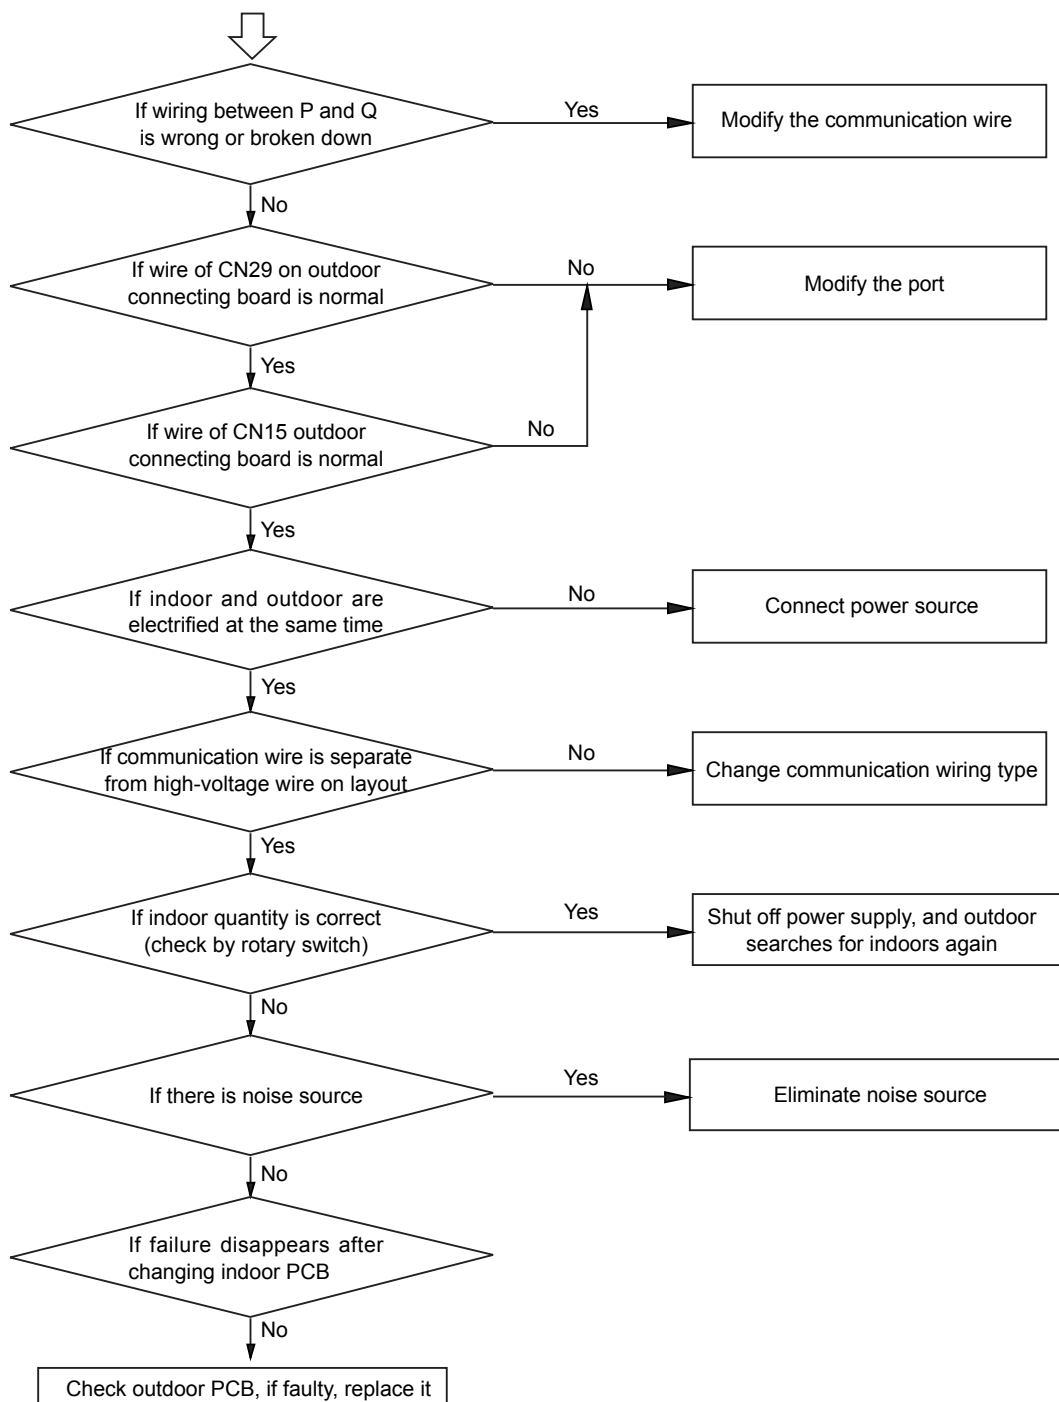 If wiring between P and Q
is wrong or broken down
Yes
Modify the communication wire
No
If wire of CN29 on outdoor
connecting board is normal
No
Modify the port
Yes
If wire of CN15 outdoor
connecting board is normal
No
Yes
If indoor and outdoor are
electrified at the same time
No
Connect power source
Yes
If communication wire is separate
from high-voltage wire on layout
No
Change communication wiring type
Yes
If indoor quantity is correct
(check by rotary switch)
Yes
Shut off power supply, and outdoor
searches for indoors again
No
If there is noise source
Yes
Eliminate noise source
No
If failure disappears after
changing indoor PCB
No
Check outdoor PCB, if faulty, replace it